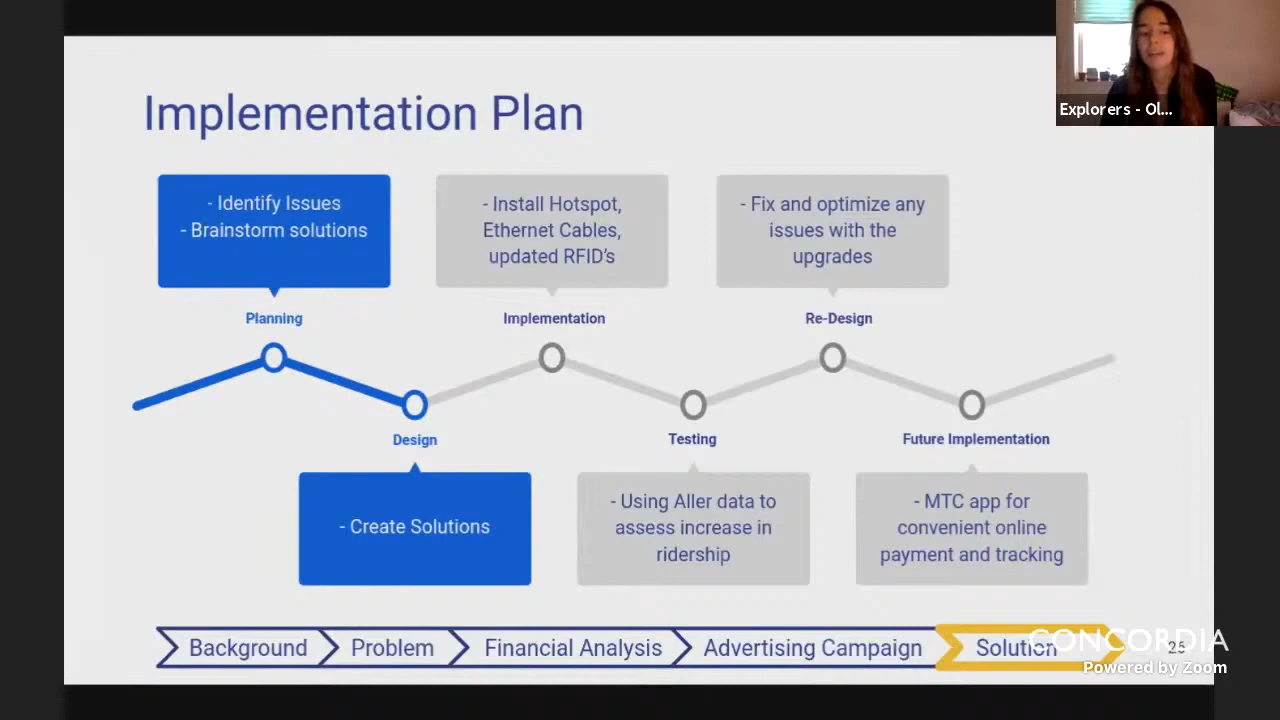 Explorers - Ol...
Implementation Plan
- Identify Issues
- Brainstorm solutions
- Install Hotspot,
Ethernet Cables,
updated RFID's
- Fix and optimize any
issues with the
upgrades
Planning
Implementation
Re-Design
Design
Testing
Future Implementation
- Create Solutions
- Using Aller data to
assess increase in
ridership
- MTC app for
convenient online
payment and tracking
Background
Problem
Financial Analysis
Advertising Campaign
Solution
CONCORDIA
Powered by Zoom